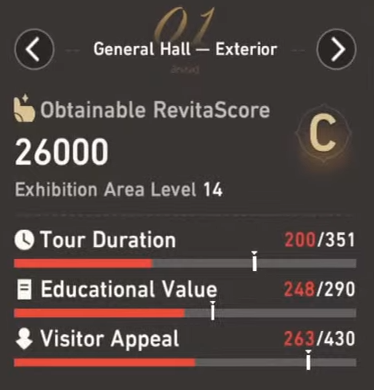 01
General Hall — Exterior
Obtainable RevitaScore
26000
C
Exhibition Area Level 14
Tour Duration 200/351
Educational Value 248/290
Visitor Appeal 263/430